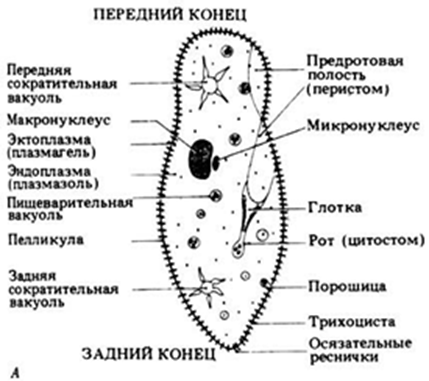 ПЕРЕДНИЙ КОНЕЦ
Передняя
сократительная
вакуоль
Макронуклеус
Эктоплазма
(плазмагель)
Эндоплазма
(плазмазоль)
Пищеварительная
вакуоль
Пелликула
Задняя
сократительная
вакуоль
Предротовая
полость
(перистом)
Микронуклеус
Глотка
Рот (цитостом)
Порошица
Трихоциста
Осязательные
реснички
ЗАДНИЙ КОНЕЦ
А